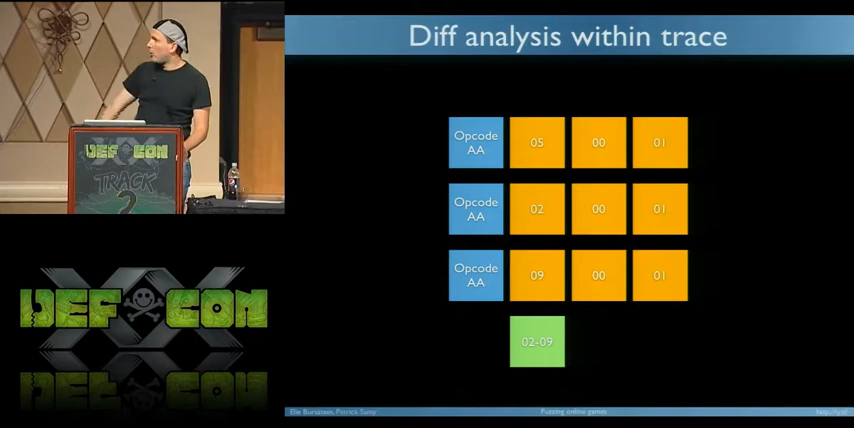 Diff analysis within trace
Opcode
AA
05
00
01
Opcode
AA
02
00
01
Opcode
AA
09
00
01
02-09
DEF CON
TRACK
2
XX
DEF CON
Elie Bursztein, Patrick Samy
Fuzzing online games